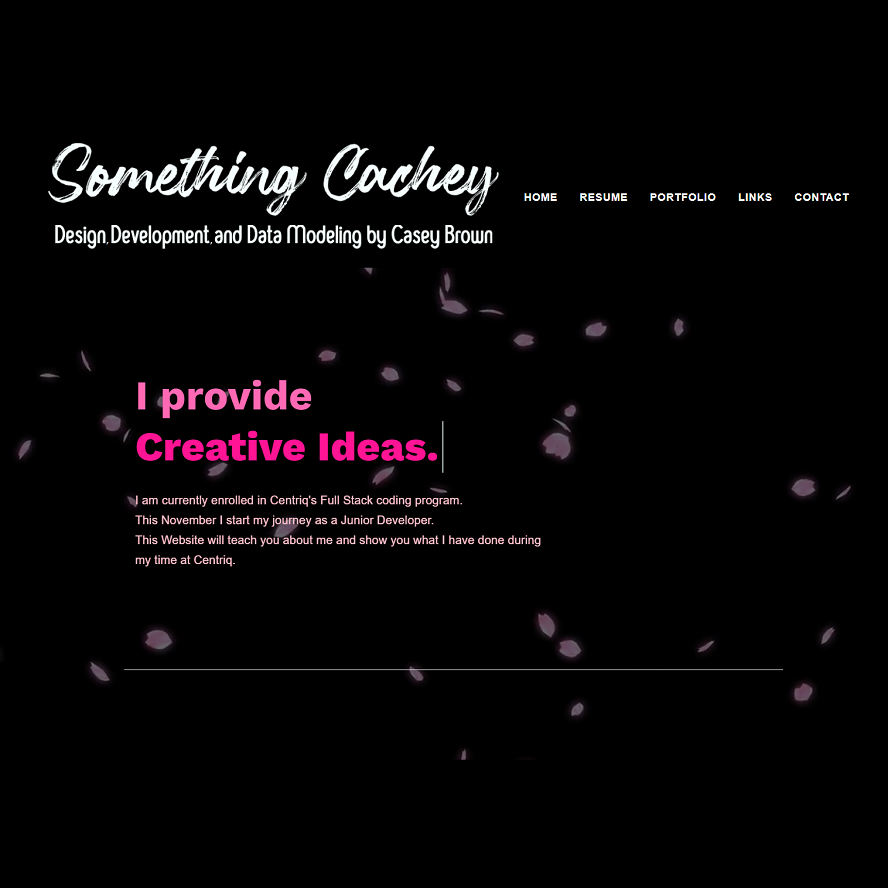 Something Cachey
Design, Development, and Data Modeling by Casey Brown
HOME RESUME PORTFOLIO LINKS CONTACT
I provide
Creative Ideas.
I am currently enrolled in Centriq's Full Stack coding program.
This November I start my journey as a Junior Developer.
This Website will teach you about me and show you what I have done during
my time at Centriq.